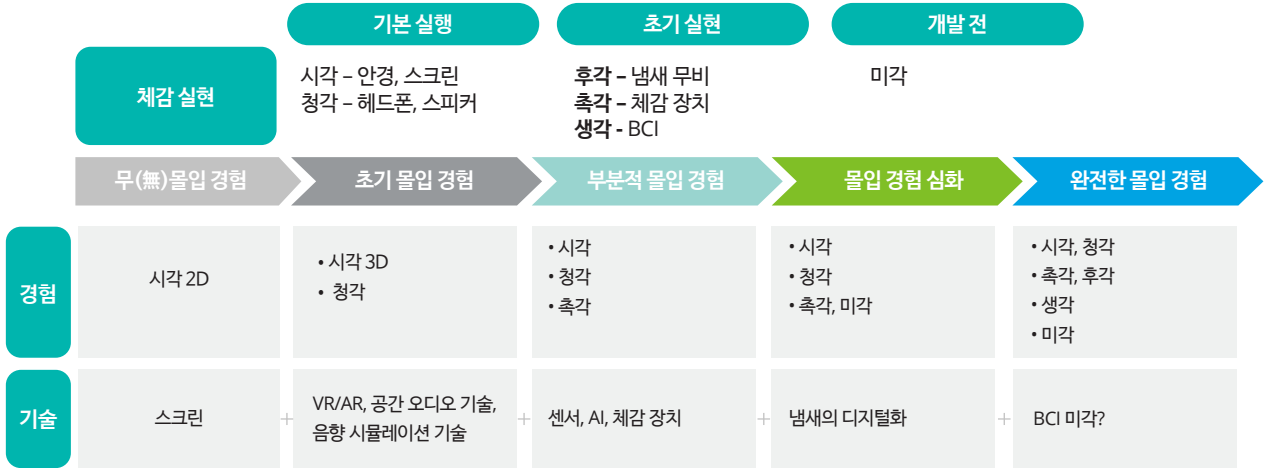 기본 실행
초기 실현
개발 전
체감 실현
시각 – 안경, 스크린
청각 – 헤드폰, 스피커
후각 – 냄새 무비
촉각 – 체감 장치
생각 - BCI
미각
무(無)몰입 경험
초기 몰입 경험
부분적 몰입 경험
몰입 경험 심화
완전한 몰입 경험
경험
시각 2D
• 시각 3D
• 청각
• 시각
• 청각
• 촉각
• 시각
• 청각
• 촉각, 미각
• 시각, 청각
• 촉각, 후각
• 생각
• 미각
기술
스크린
+
VR/AR, 공간 오디오 기술,
음향 시뮬레이션 기술
+
센서, AI, 체감 장치
+
냄새의 디지털화
+
BCI 미각?